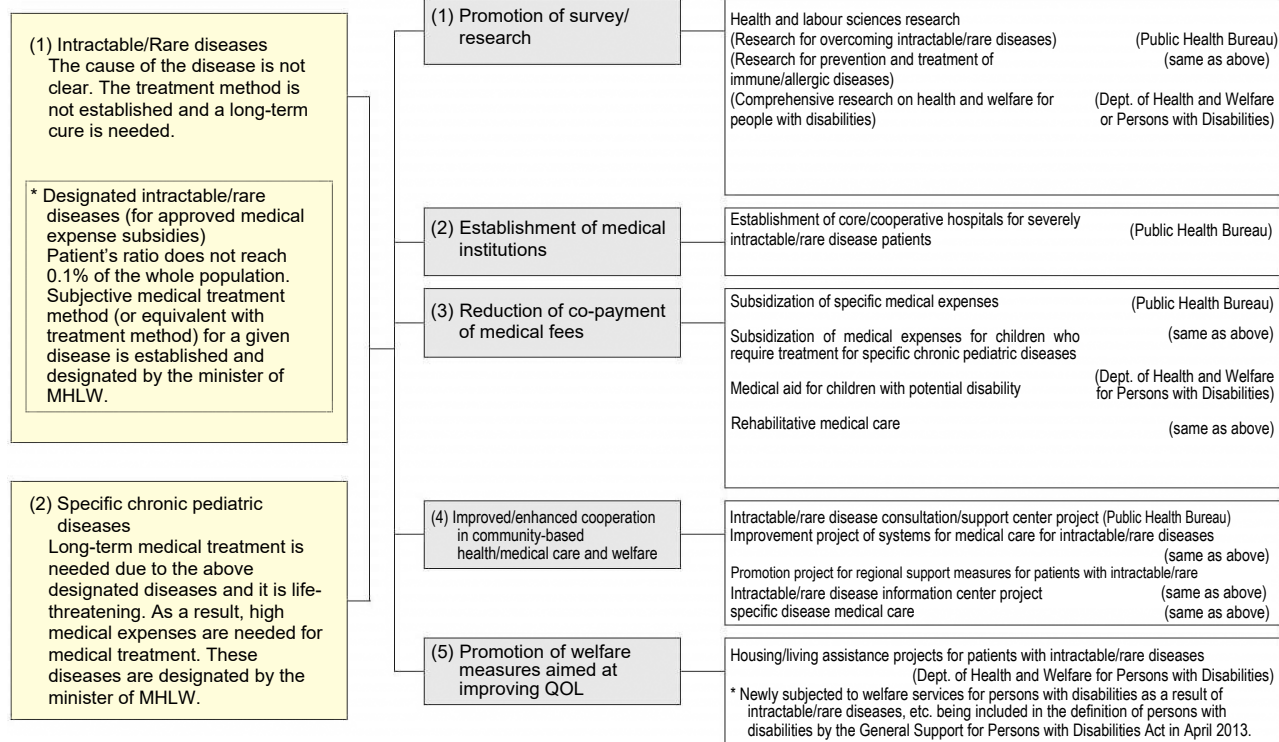 (1) Intractable/Rare diseases
The cause of the disease is not
clear. The treatment method is
not established and a long-term
cure is needed.
* Designated intractable/rare
diseases (for approved medical
expense subsidies)
Patient's ratio does not reach
0.1% of the whole population.
Subjective medical treatment
method (or equivalent with
treatment method) for a given
disease is established and
designated by the minister of
MHLW.
(2) Specific chronic pediatric
diseases
Long-term medical treatment is
needed due to the above
designated diseases and it is life-
threatening. As a result, high
medical expenses are needed for
medical treatment. These
diseases are designated by the
minister of MHLW.
(1) Promotion of survey/
research
Health and labour sciences research
(Research for overcoming intractable/rare diseases) (Public Health Bureau)
(Research for prevention and treatment of (same as above)
immune/allergic diseases)
(Comprehensive research on health and welfare for (Dept. of Health and Welfare
people with disabilities) or Persons with Disabilities)
(2) Establishment of medical
institutions
Establishment of core/cooperative hospitals for severely
intractable/rare disease patients (Public Health Bureau)
(3) Reduction of co-payment
of medical fees
Subsidization of specific medical expenses (Public Health Bureau)
Subsidization of medical expenses for children who (same as above)
require treatment for specific chronic pediatric diseases
Medical aid for children with potential disability (Dept. of Health and Welfare
for Persons with Disabilities)
Rehabilitative medical care (same as above)
(4) Improved/enhanced cooperation
in community-based
health/medical care and welfare
Intractable/rare disease consultation/support center project (Public Health Bureau)
Improvement project of systems for medical care for intractable/rare diseases
(same as above)
Promotion project for regional support measures for patients with intractable/rare
Intractable/rare disease information center project (same as above)
specific disease medical care (same as above)
(5) Promotion of welfare
measures aimed at
improving QOL
Housing/living assistance projects for patients with intractable/rare diseases
(Dept. of Health and Welfare for Persons with Disabilities)
* Newly subjected to welfare services for persons with disabilities as a result of
intractable/rare diseases, etc. being included in the definition of persons with
disabilities by the General Support for Persons with Disabilities Act in April 2013.